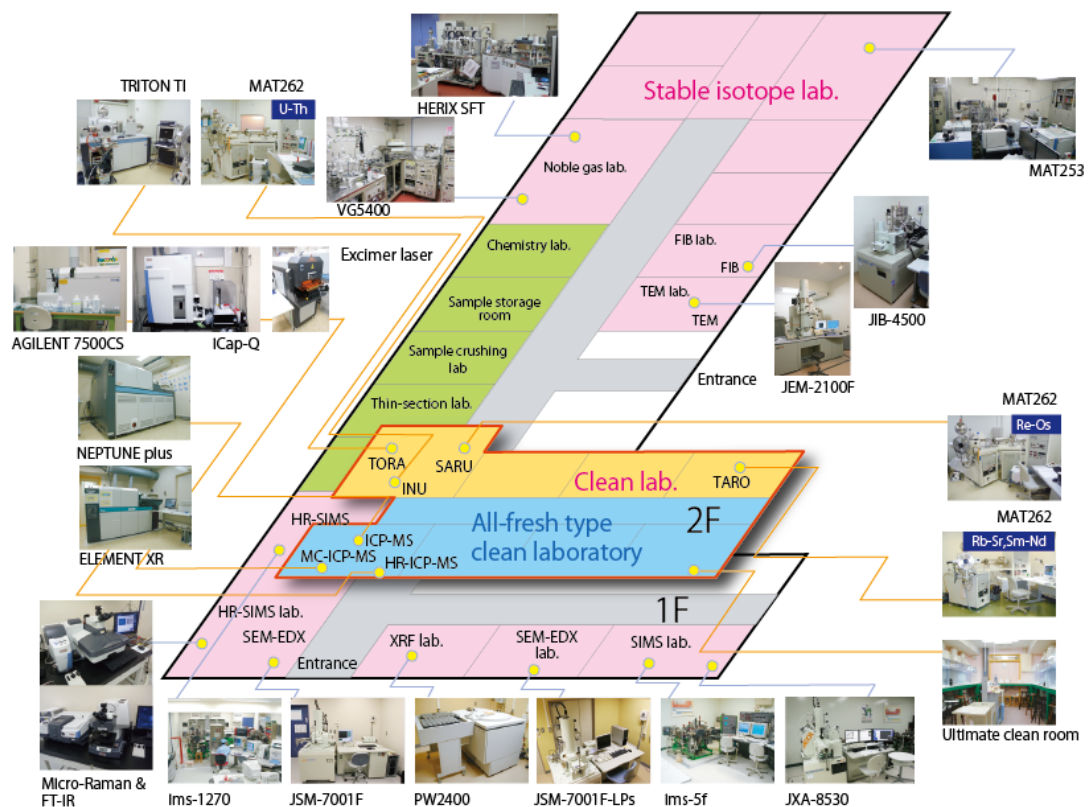 TRITON TI
MAT262
U-Th
HERIX SFT
Stable isotope lab.
MAT253
Noble gas lab.
VG5400
Chemistry lab.
Excimer laser
FIB lab.
FIB
TEM lab.
TEM
JIB-4500
Sample storage
room
AGILENT 7500CS
ICap-Q
Sample crushing
lab
Entrance
JEM-2100F
Thin-section lab.
MAT262
Re-Os
NEPTUNE plus
TORA
SARU
INU
Clean lab.
TARO
HR-SIMS
All-fresh type
clean laboratory
2F
MAT262
Rb-Sr,Sm-Nd
ICP-MS
MC-ICP-MS
HR-ICP-MS
ELEMENT XR
1F
HR-SIMS lab.
SEM-EDX
Entrance
XRF lab.
SEM-EDX
lab.
SIMS lab.
Ultimate clean room
Micro-Raman &
FT-IR
Ims-1270
JSM-7001F
PW2400
JSM-7001F-LPs
Ims-5f
JXA-8530